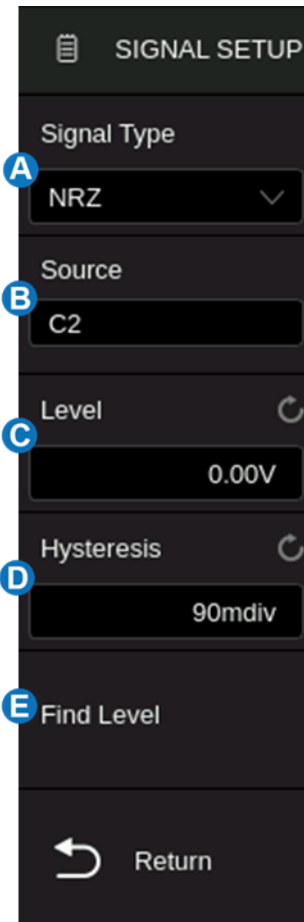 SIGNAL SETUP
Signal Type
A
NRZ
Source
B
C2
Level
C
0.00V
Hysteresis
D
90mdiv
E Find Level
Return